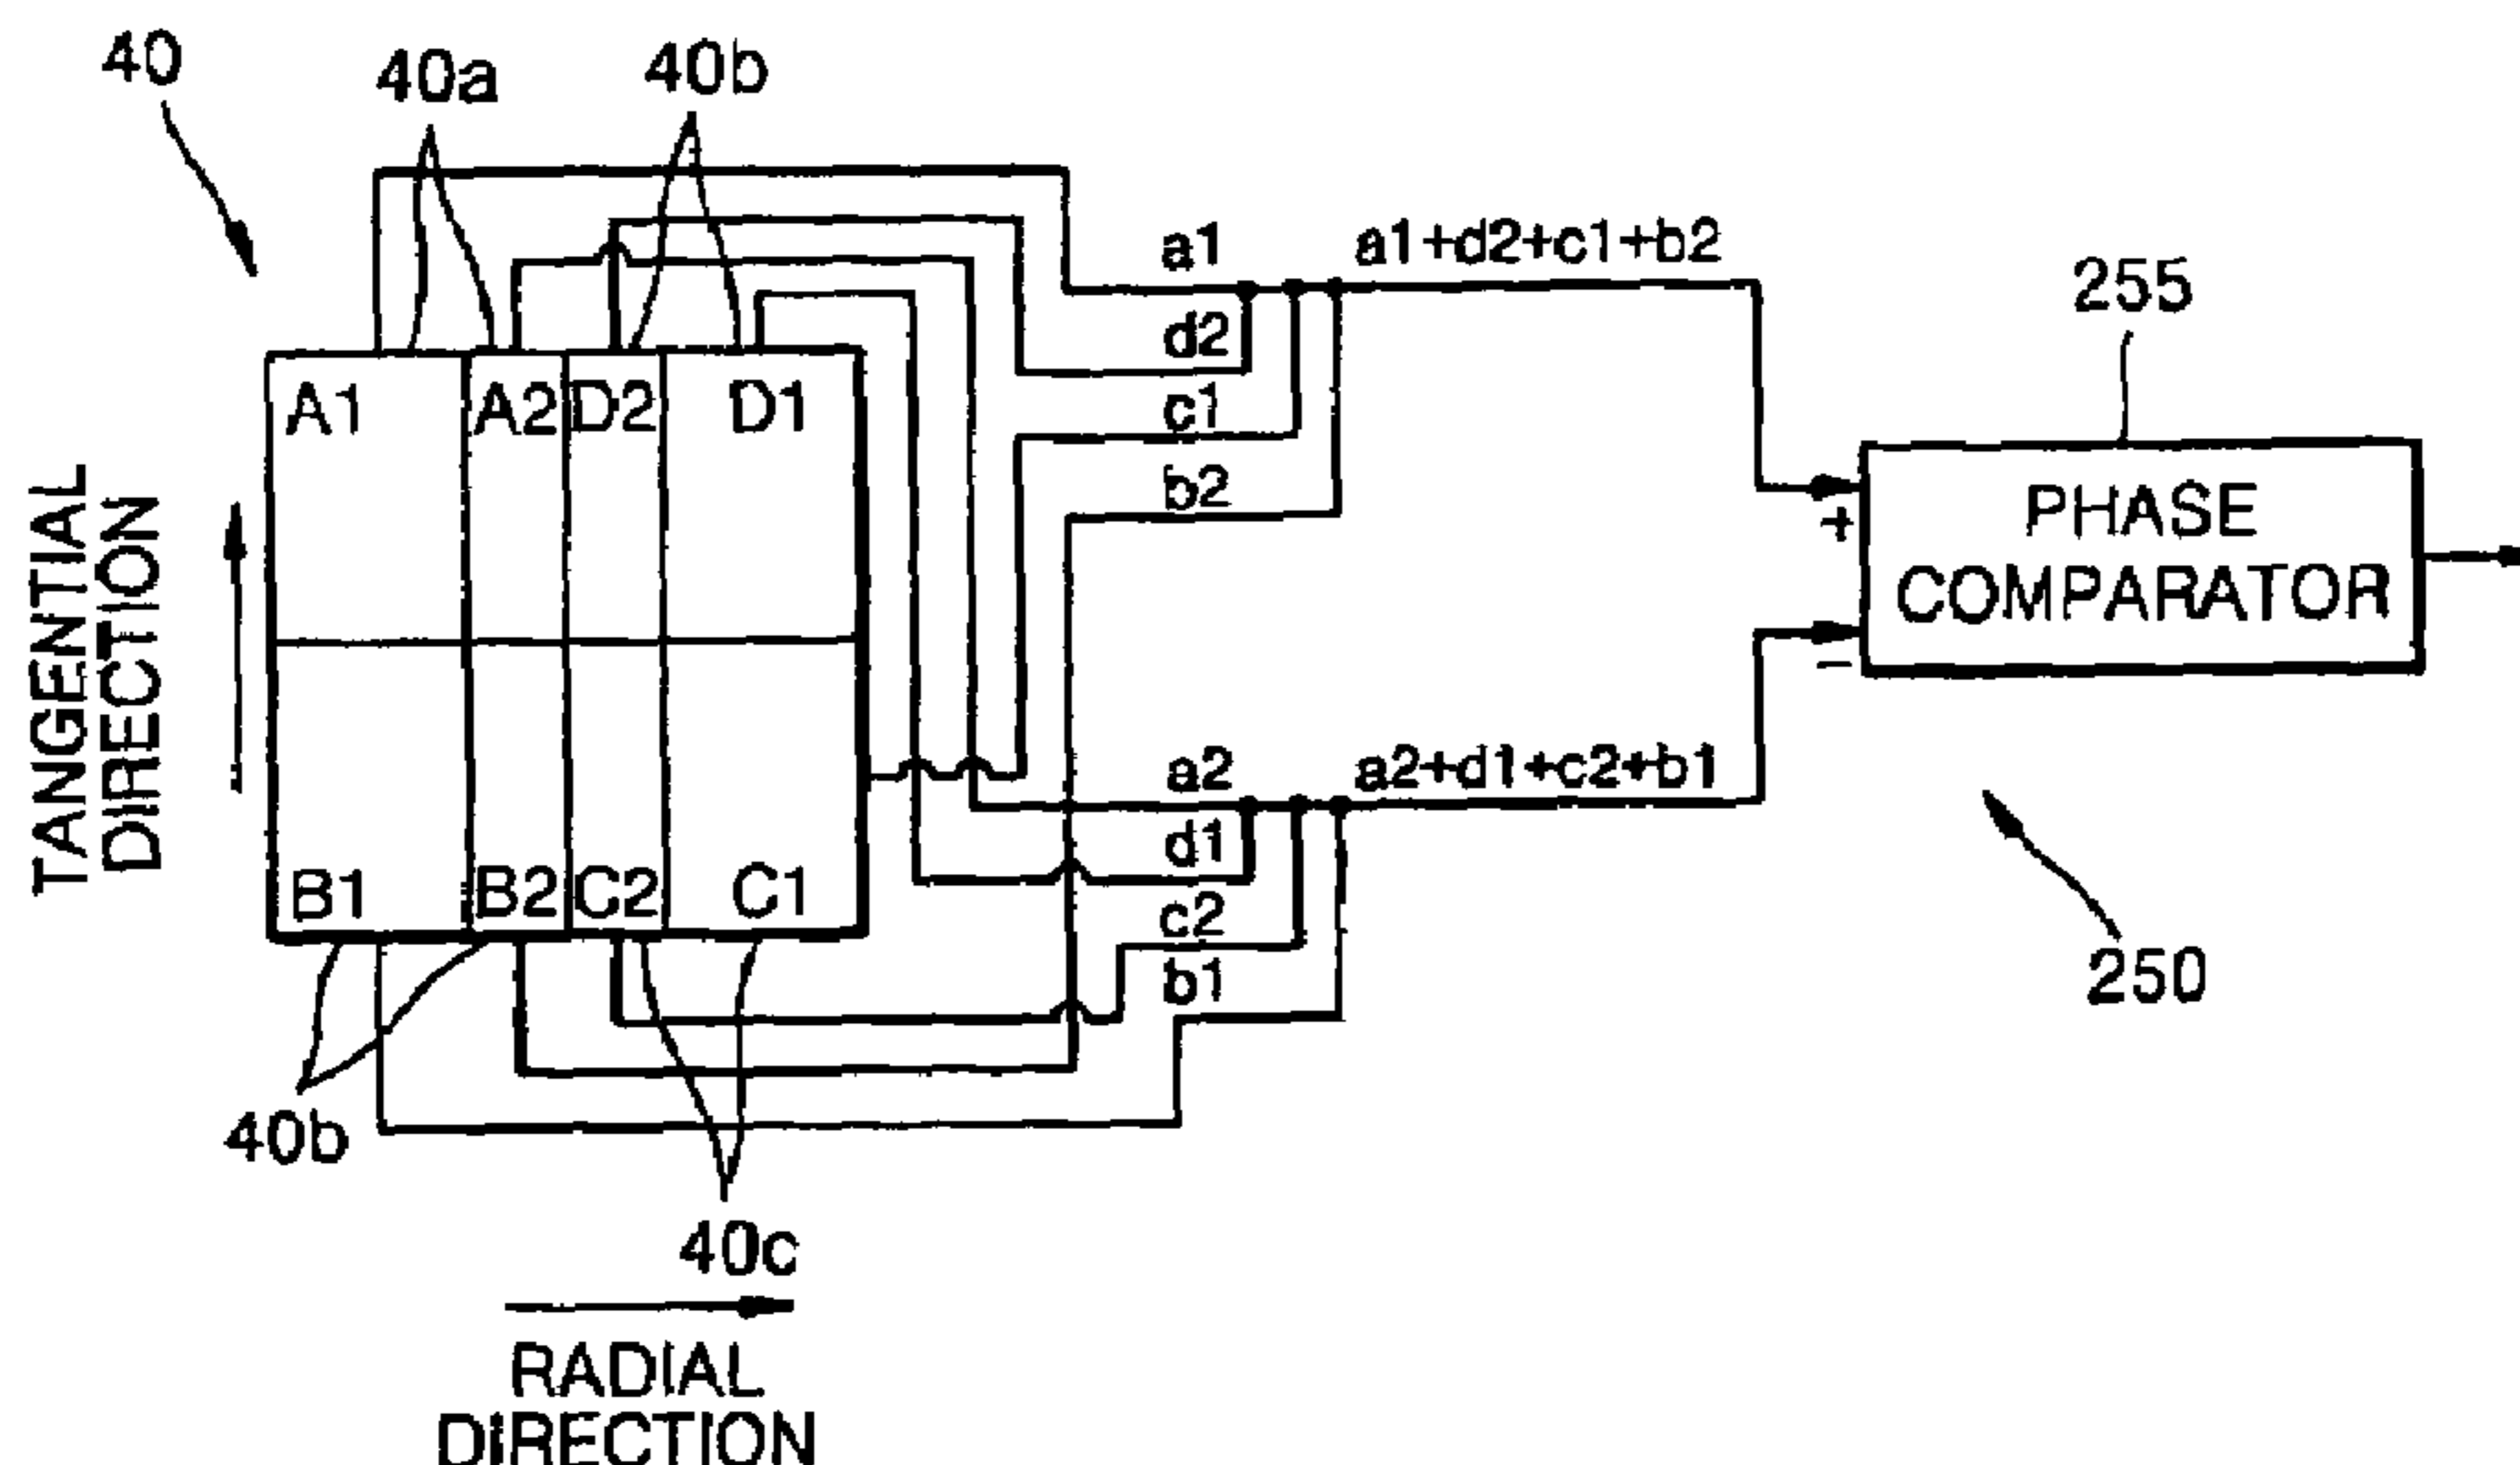 40
40a
40b
a1
a1+d2+c1+b2
255
d2
A1
A2
D2
D1
c1
b2
PHASE
COMPARATOR
+
−
TANGENTIAL
DIRECTION
a2
a2+d1+c2+b1
d1
B1
B2
C2
C1
c2
b1
250
40b
40c
RADIAL
DIRECTION